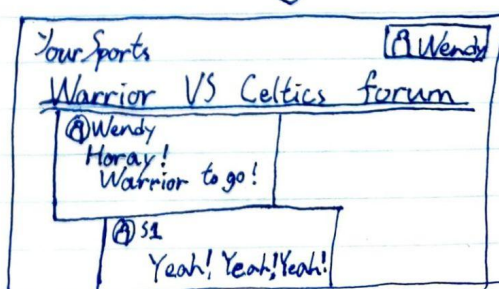 Your Sports
Wendy
Warrior VS Celtics forum
Wendy
Horay!
Warrior to go!
S1
Yeah! Yeah! Yeah!